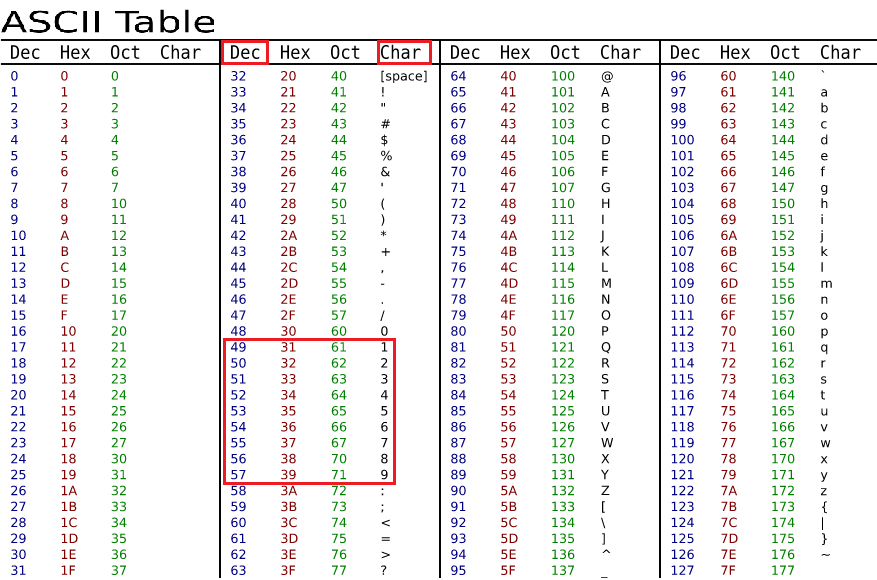 ASCII Table
Dec Hex Oct Char Dec Hex Oct Char Dec Hex Oct Char Dec Hex Oct Char
0 0 0 32 20 40 [space] 64 40 100 @ 96 60 140 `
1 1 1 33 21 41 ! 65 41 101 A 97 61 141 a
2 2 2 34 22 42 " 66 42 102 B 98 62 142 b
3 3 3 35 23 43 # 67 43 103 C 99 63 143 c
4 4 4 36 24 44 $ 68 44 104 D 100 64 144 d
5 5 5 37 25 45 % 69 45 105 E 101 65 145 e
6 6 6 38 26 46 & 70 46 106 F 102 66 146 f
7 7 7 39 27 47 ' 71 47 107 G 103 67 147 g
8 8 10 40 28 50 ( 72 48 110 H 104 68 150 h
9 9 11 41 29 51 ) 73 49 111 I 105 69 151 i
10 A 12 42 2A 52 * 74 4A 112 J 106 6A 152 j
11 B 13 43 2B 53 + 75 4B 113 K 107 6B 153 k
12 C 14 44 2C 54 , 76 4C 114 L 108 6C 154 l
13 D 15 45 2D 55 - 77 4D 115 M 109 6D 155 m
14 E 16 46 2E 56 . 78 4E 116 N 110 6E 156 n
15 F 17 47 2F 57 / 79 4F 117 O 111 6F 157 o
16 10 20 48 30 60 0 80 50 120 P 112 70 160 p
17 11 21 49 31 61 1 81 51 121 Q 113 71 161 q
18 12 22 50 32 62 2 82 52 122 R 114 72 162 r
19 13 23 51 33 63 3 83 53 123 S 115 73 163 s
20 14 24 52 34 64 4 84 54 124 T 116 74 164 t
21 15 25 53 35 65 5 85 55 125 U 117 75 165 u
22 16 26 54 36 66 6 86 56 126 V 118 76 166 v
23 17 27 55 37 67 7 87 57 127 W 119 77 167 w
24 18 30 56 38 70 8 88 58 130 X 120 78 170 x
25 19 31 57 39 71 9 89 59 131 Y 121 79 171 y
26 1A 32 58 3A 72 : 90 5A 132 Z 122 7A 172 z
27 1B 33 59 3B 73 ; 91 5B 133 [ 123 7B 173 {
28 1C 34 60 3C 74 < 92 5C 134 \ 124 7C 174 |
29 1D 35 61 3D 75 = 93 5D 135 ] 125 7D 175 }
30 1E 36 62 3E 76 > 94 5E 136 ^ 126 7E 176 ~
31 1F 37 63 3F 77 ? 95 5F 137 _ 127 7F 177